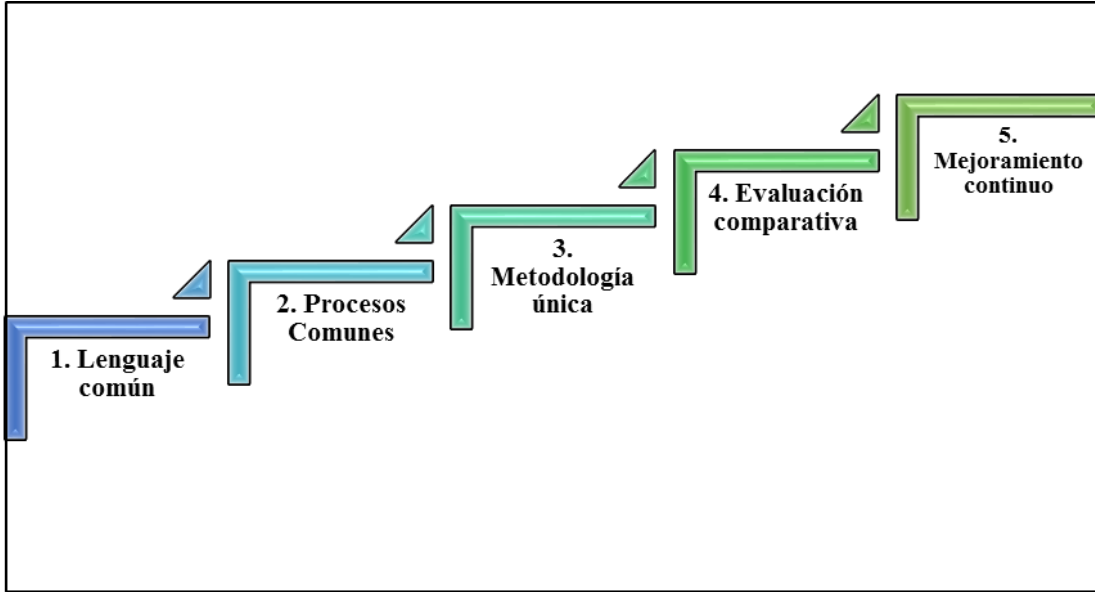 1. Lenguaje
común
2. Procesos
Comunes
3.
Metodología
única
4. Evaluación
comparativa
5.
Mejoramiento
continuo